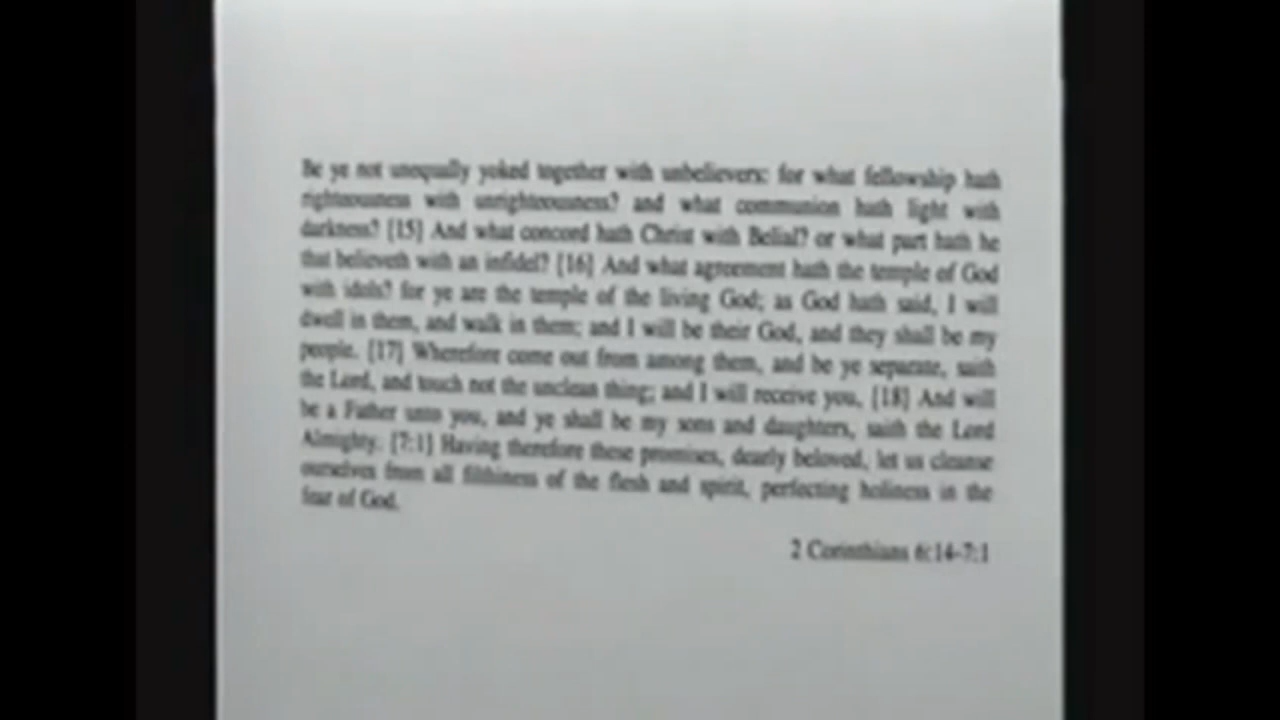 Be ye not unequally yoked together with unbelievers: for what fellowship hath
righteousness with unrighteousness? and what communion hath light with
darkness? [15] And what concord hath Christ with Belial? or what part hath he
that believeth with an infidel? [16] And what agreement hath the temple of God
with idols? for ye are the temple of the living God; as God hath said, I will
dwell in them, and walk in them; and I will be their God, and they shall be my
people. [17] Wherefore come out from among them, and be ye separate, saith
the Lord, and touch not the unclean thing; and I will receive you, [18] And will
be a Father unto you, and ye shall be my sons and daughters, saith the Lord
Almighty. [7:1] Having therefore these promises, dearly beloved, let us cleanse
ourselves from all filthiness of the flesh and spirit, perfecting holiness in the
fear of God.
2 Corinthians 6:14-7:1